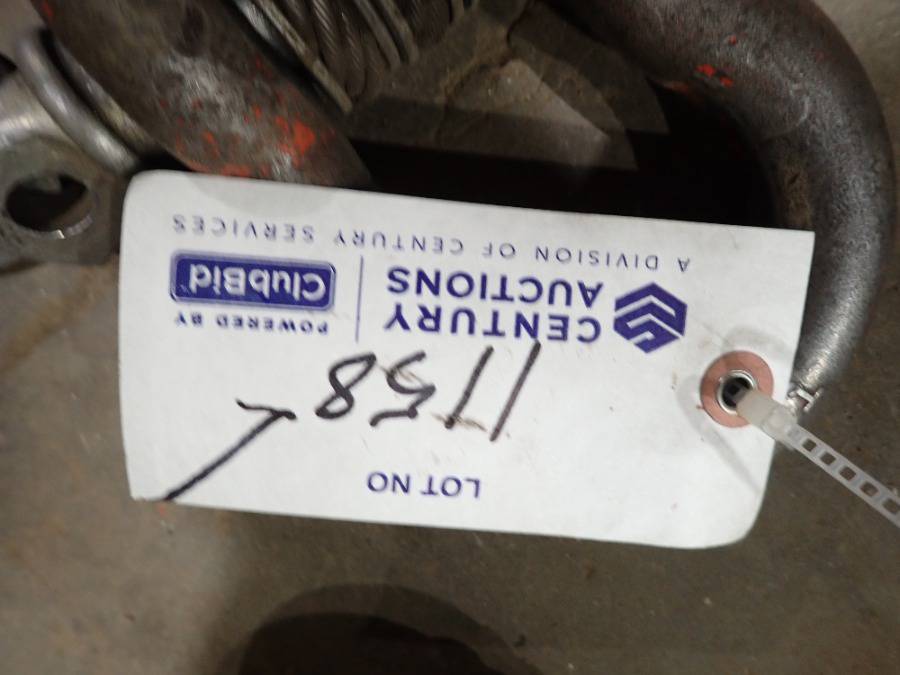 LOT NO
1158
CENTURY
AUCTIONS
POWERED BY
ClubBid
A DIVISION OF CENTURY SERVICES